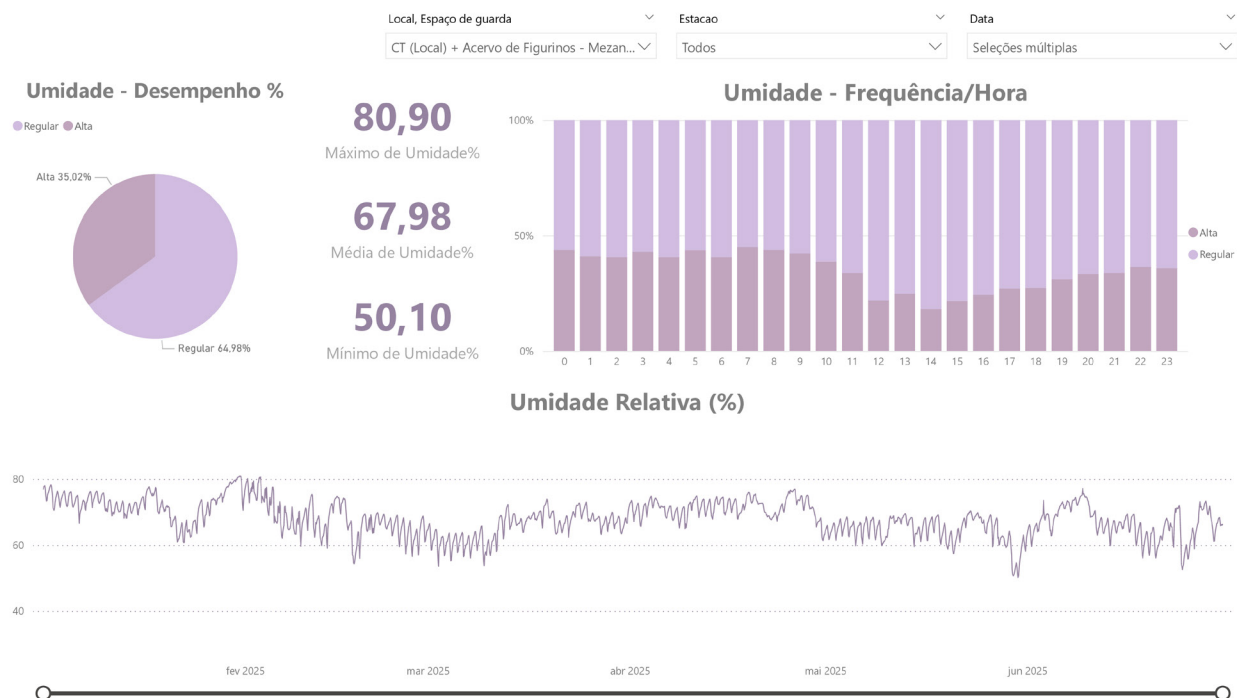 Local, Espaço de guarda
Estacao
Data
CT (Local) + Acervo de Figurinos - Mezan...
Todos
Seleções múltiplas
Umidade - Desempenho %
Regular Alta
Alta 35,02%
Regular 64,98%
80,90
Máximo de Umidade%
67,98
Média de Umidade%
50,10
Mínimo de Umidade%
Umidade - Frequência/Hora
100%
50%
0%
0 1 2 3 4 5 6 7 8 9 10 11 12 13 14 15 16 17 18 19 20 21 22 23
Alta
Regular
Umidade Relativa (%)
80
60
40
fev 2025 mar 2025 abr 2025 mai 2025 jun 2025